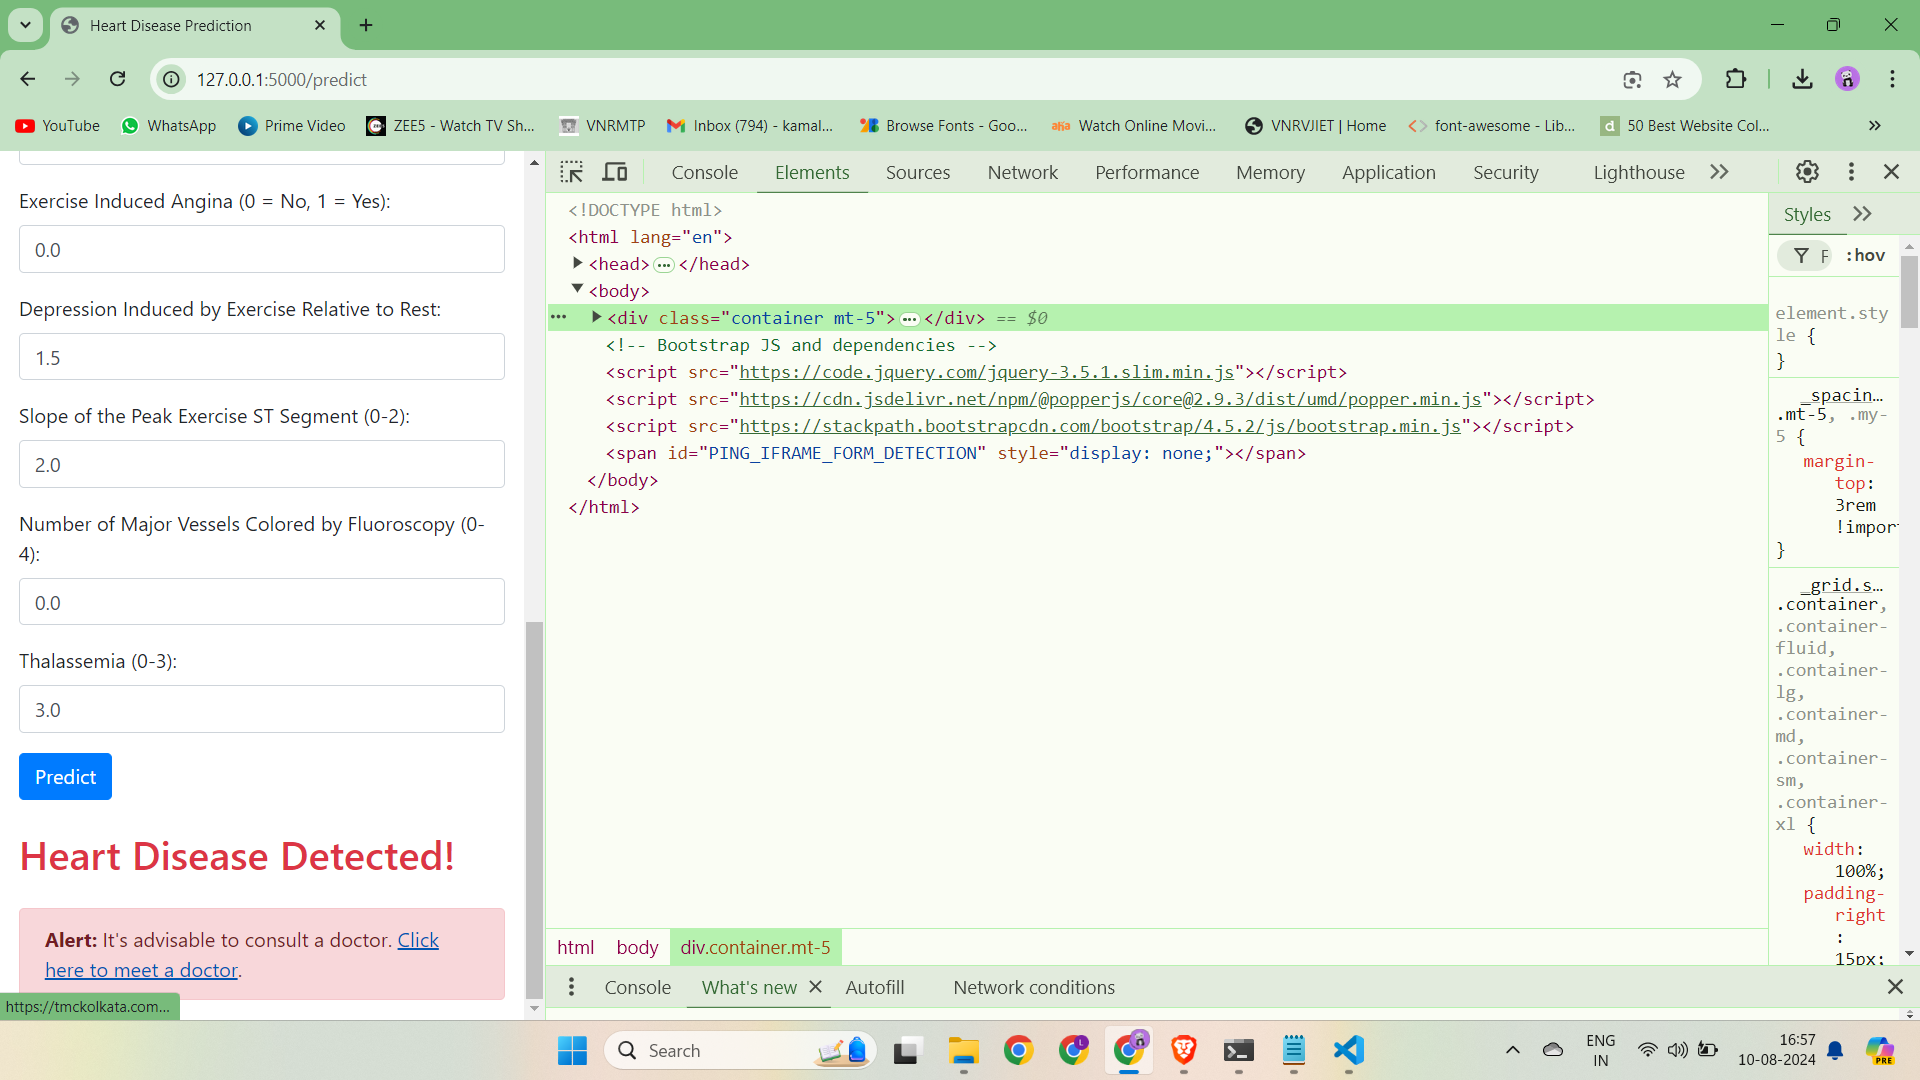 Heart Disease Prediction
127.0.0.1:5000/predict
YouTube WhatsApp Prime Video ZEE5 - Watch TV Sh... VNRMTP Inbox (794) - kamal... Browse Fonts - Goo... Watch Online Movi... VNRVJIET | Home font-awesome - Lib... 50 Best Website Col...
Exercise Induced Angina (0 = No, 1 = Yes):
0.0
Depression Induced by Exercise Relative to Rest:
1.5
Slope of the Peak Exercise ST Segment (0-2):
2.0
Number of Major Vessels Colored by Fluoroscopy (0-
4):
0.0
Thalassemia (0-3):
3.0
Predict
Heart Disease Detected!
Alert: It's advisable to consult a doctor. Click
here to meet a doctor.
https://tmckolkata.com...
Console Elements Sources Network Performance Memory Application Security Lighthouse
<!DOCTYPE html>
<html lang="en">
<head> ... </head>
<body>
... <div class="container mt-5"> ... </div> == $0
<!-- Bootstrap JS and dependencies -->
<script src="https://code.jquery.com/jquery-3.5.1.slim.min.js"></script>
<script src="https://cdn.jsdelivr.net/npm/@popperjs/core@2.9.3/dist/umd/popper.min.js"></script>
<script src="https://stackpath.bootstrapcdn.com/bootstrap/4.5.2/js/bootstrap.min.js"></script>
<span id="PING_IFRAME_FORM_DETECTION" style="display: none;"></span>
</body>
</html>
html body div.container.mt-5
Styles
F :hov
element.sty
le {
}
_spacin...
.mt-5, .my-
5 {
margin-
top:
3rem
!impor
}
_grid.s...
.container,
.container-
fluid,
.container-
lg,
.container-
md,
.container-
sm,
.container-
xl {
width:
100%;
padding-
right
:
15px;
Console What's new Autofill Network conditions
Search
L
ENG
IN
16:57
10-08-2024
PRE